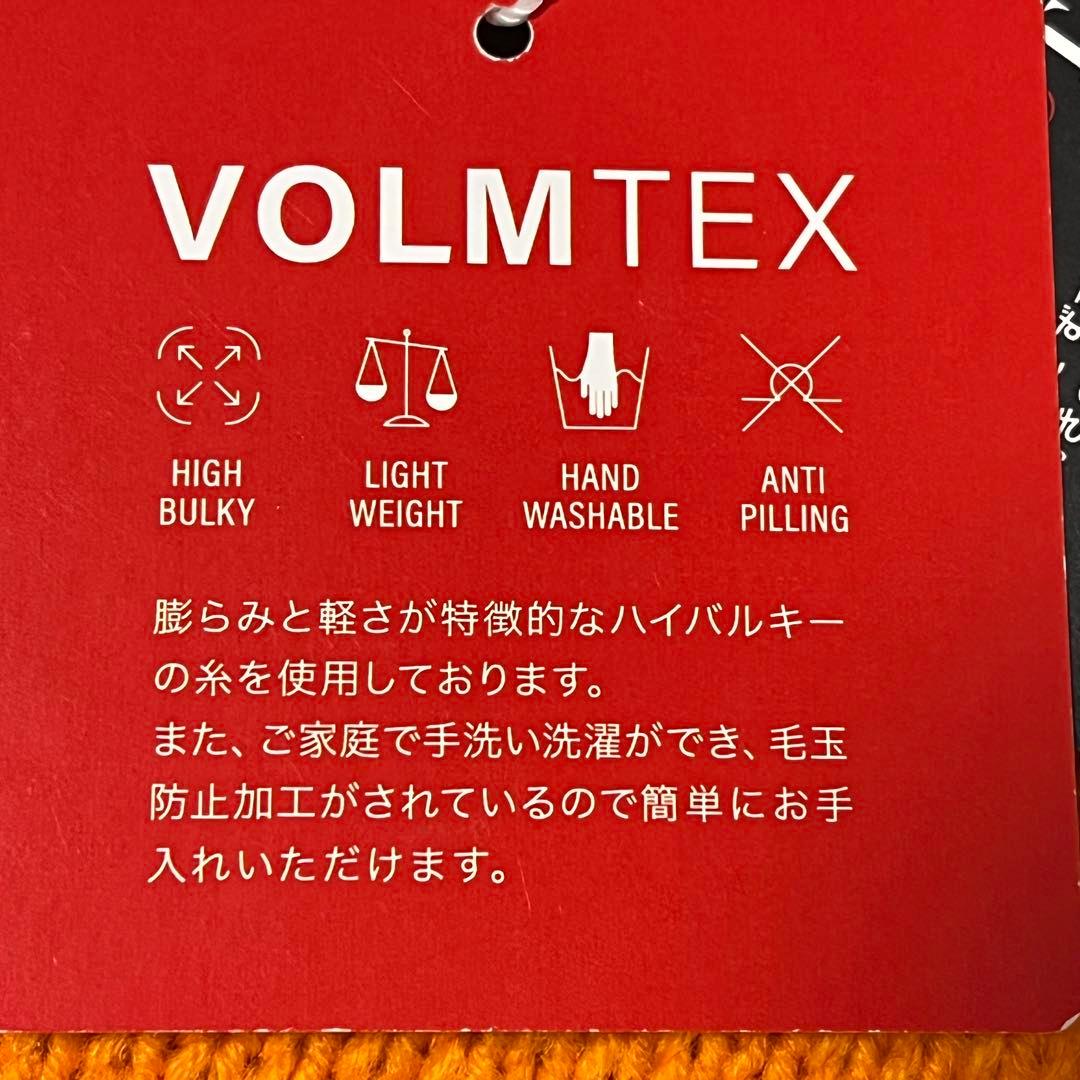 VOLMTEX
HIGH BULKY
LIGHT WEIGHT
HAND WASHABLE
ANTI PILLING
膨らみと軽さが特徴的なハイバルキー
の糸を使用しております。
また、ご家庭で手洗い洗濯ができ、毛玉
防止加工がされているので簡単にお手
入れいただけます。